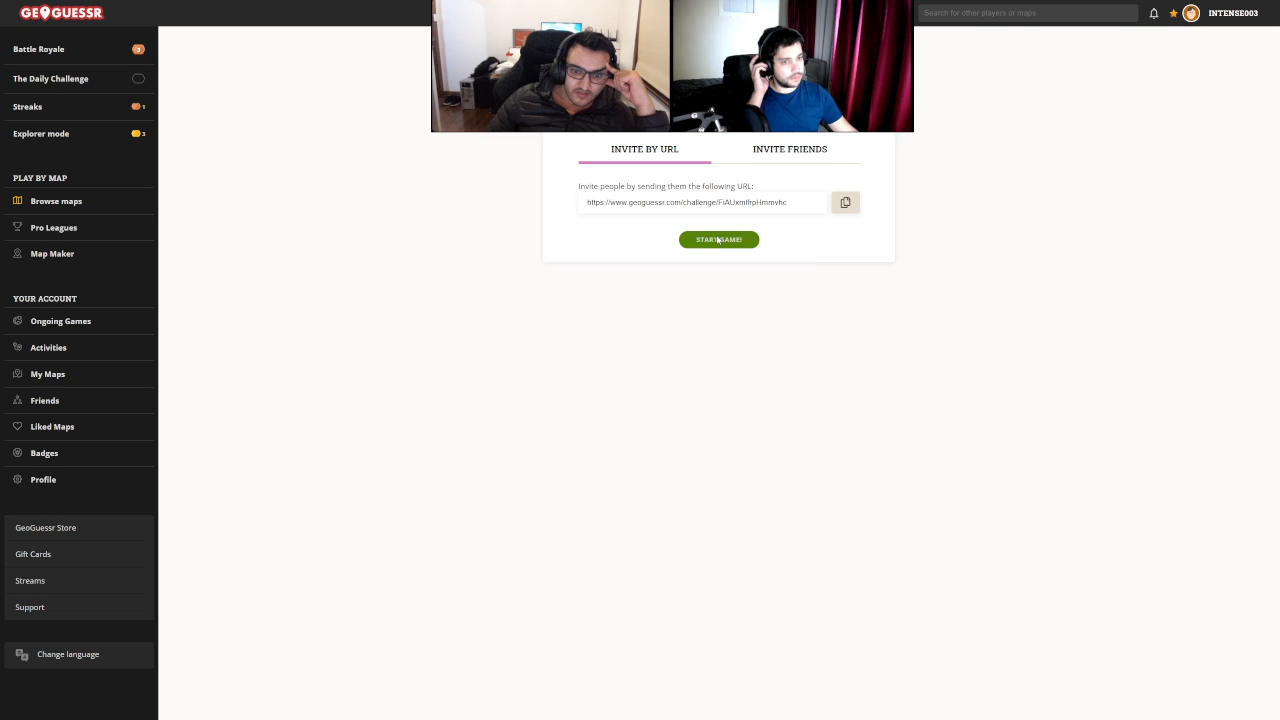 GEOGUESSR
Search for other players or maps
INTENSE003
Battle Royale
3
The Daily Challenge
Streaks
1
Explorer mode
3
PLAY BY MAP
Browse maps
Pro Leagues
Map Maker
YOUR ACCOUNT
Ongoing Games
Activities
My Maps
Friends
Liked Maps
Badges
Profile
GeoGuessr Store
Gift Cards
Streams
Support
Change language
INVITE BY URL
INVITE FRIENDS
Invite people by sending them the following URL:
START GAME!